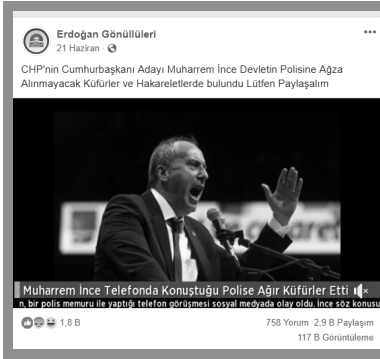 Erdoğan Gönüllüleri
21 Haziran ·
CHP'nin Cumhurbaşkanı Adayı Muharrem İnce Devletin Polisine Ağza
Alınmayacak Küfürler ve Hakareletlerde bulundu Lütfen Paylaşalım
Muharrem İnce Telefonda Konuştuğu Polise Ağır Küfürler Etti
n, bir polis memuru ile yaptığı telefon görüşmesi sosyal medyada olay oldu. İnce söz konusu
1,8 B
758 Yorum 2,9 B Paylaşım
117 B Görüntüleme